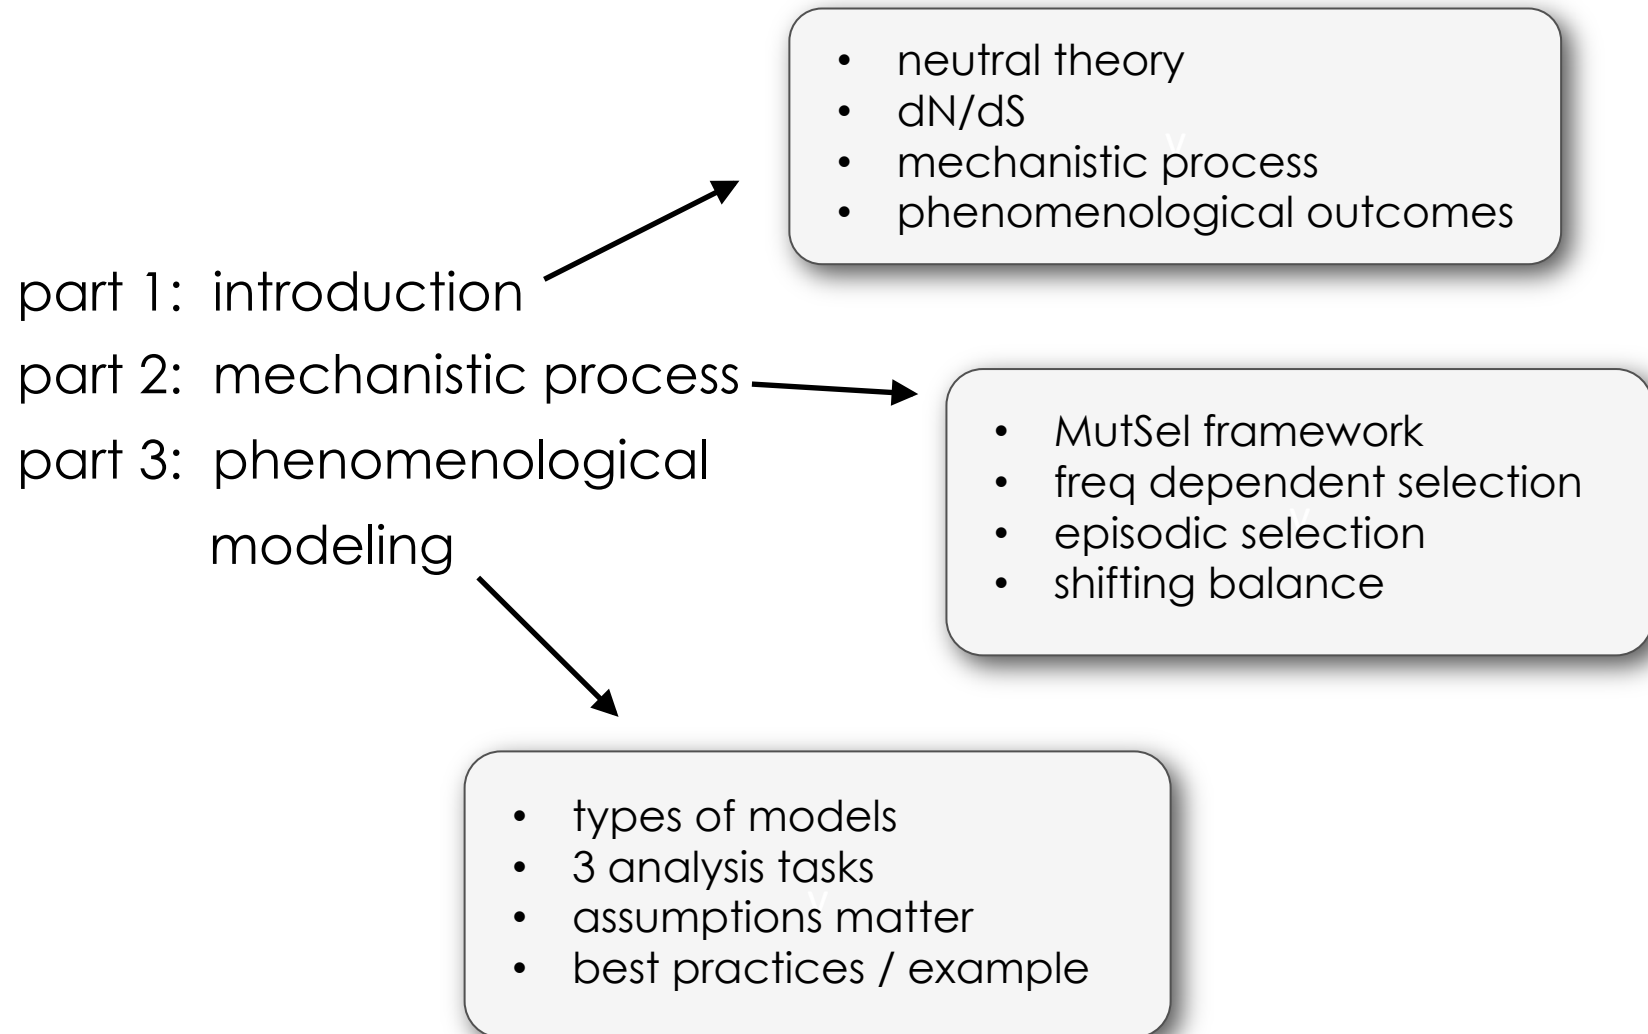 • neutral theory
• dN/dS
• mechanistic process
• phenomenological outcomes
part 1: introduction
part 2: mechanistic process
part 3: phenomenological
modeling
• MutSel framework
• freq dependent selection
• episodic selection
• shifting balance
• types of models
• 3 analysis tasks
• assumptions matter
• best practices / example